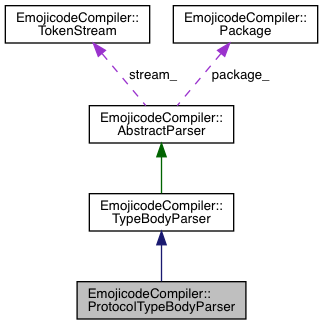 EmojicodeCompiler::
TokenStream
EmojicodeCompiler::
Package
stream_
package_
EmojicodeCompiler::
AbstractParser
EmojicodeCompiler::
TypeBodyParser
EmojicodeCompiler::
ProtocolTypeBodyParser